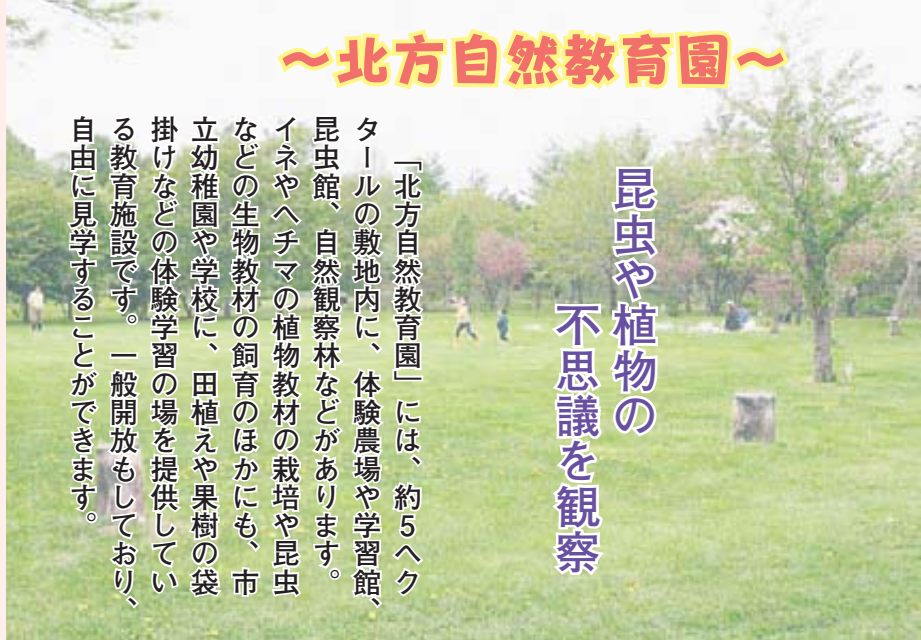 〜北方自然教育園〜
昆虫や植物の
不思議を観察
「北方自然教育園」には、約5ヘク
タールの敷地内に、体験農場や学習館、
昆虫館、自然観察林などがあります。
イネやヘチマの植物教材の栽培や昆虫
などの生物教材の飼育のほかにも、市
立幼稚園や学校に、田植えや果樹の袋
掛けなどの体験学習の場を提供してい
る教育施設です。一般開放もしており、
自由に見学することができます。